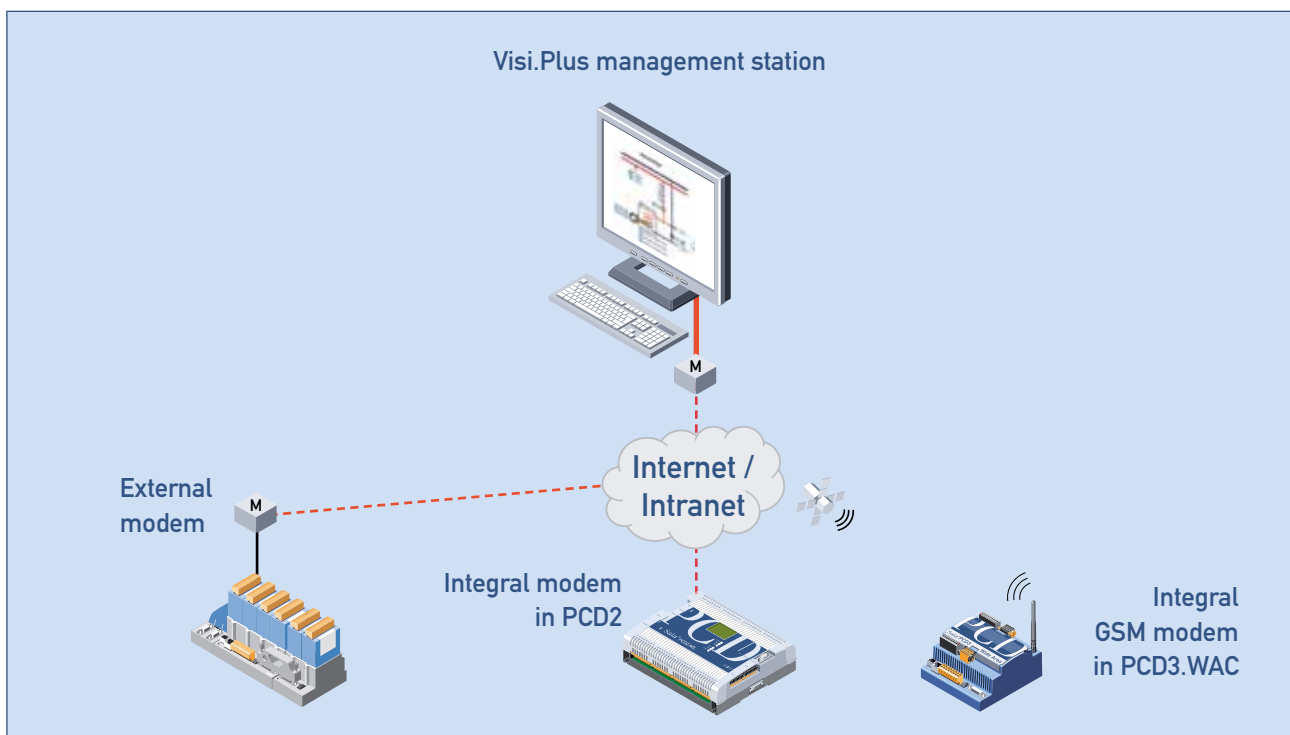 Visi.Plus management station
M
Internet /
Intranet
External
modem
M
Integral modem
in PCD2
PCD
Integral
GSM modem
in PCD3.WAC
PCD